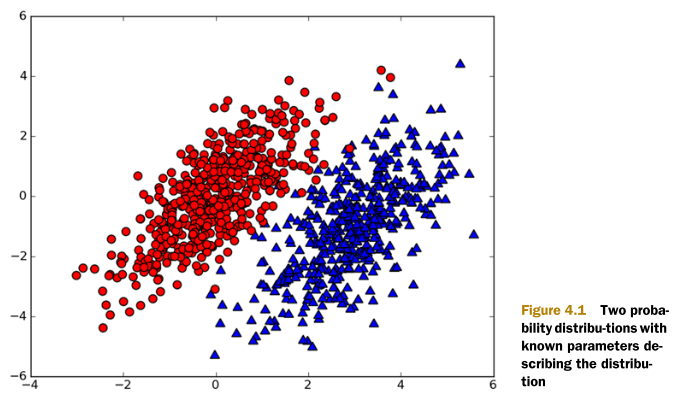 6
4
2
0
−2
−4
−6
−4
−2
0
2
4
6
Figure 4.1 Two proba-
bility distribu-tions with
known parameters de-
scribing the distribu-
tion